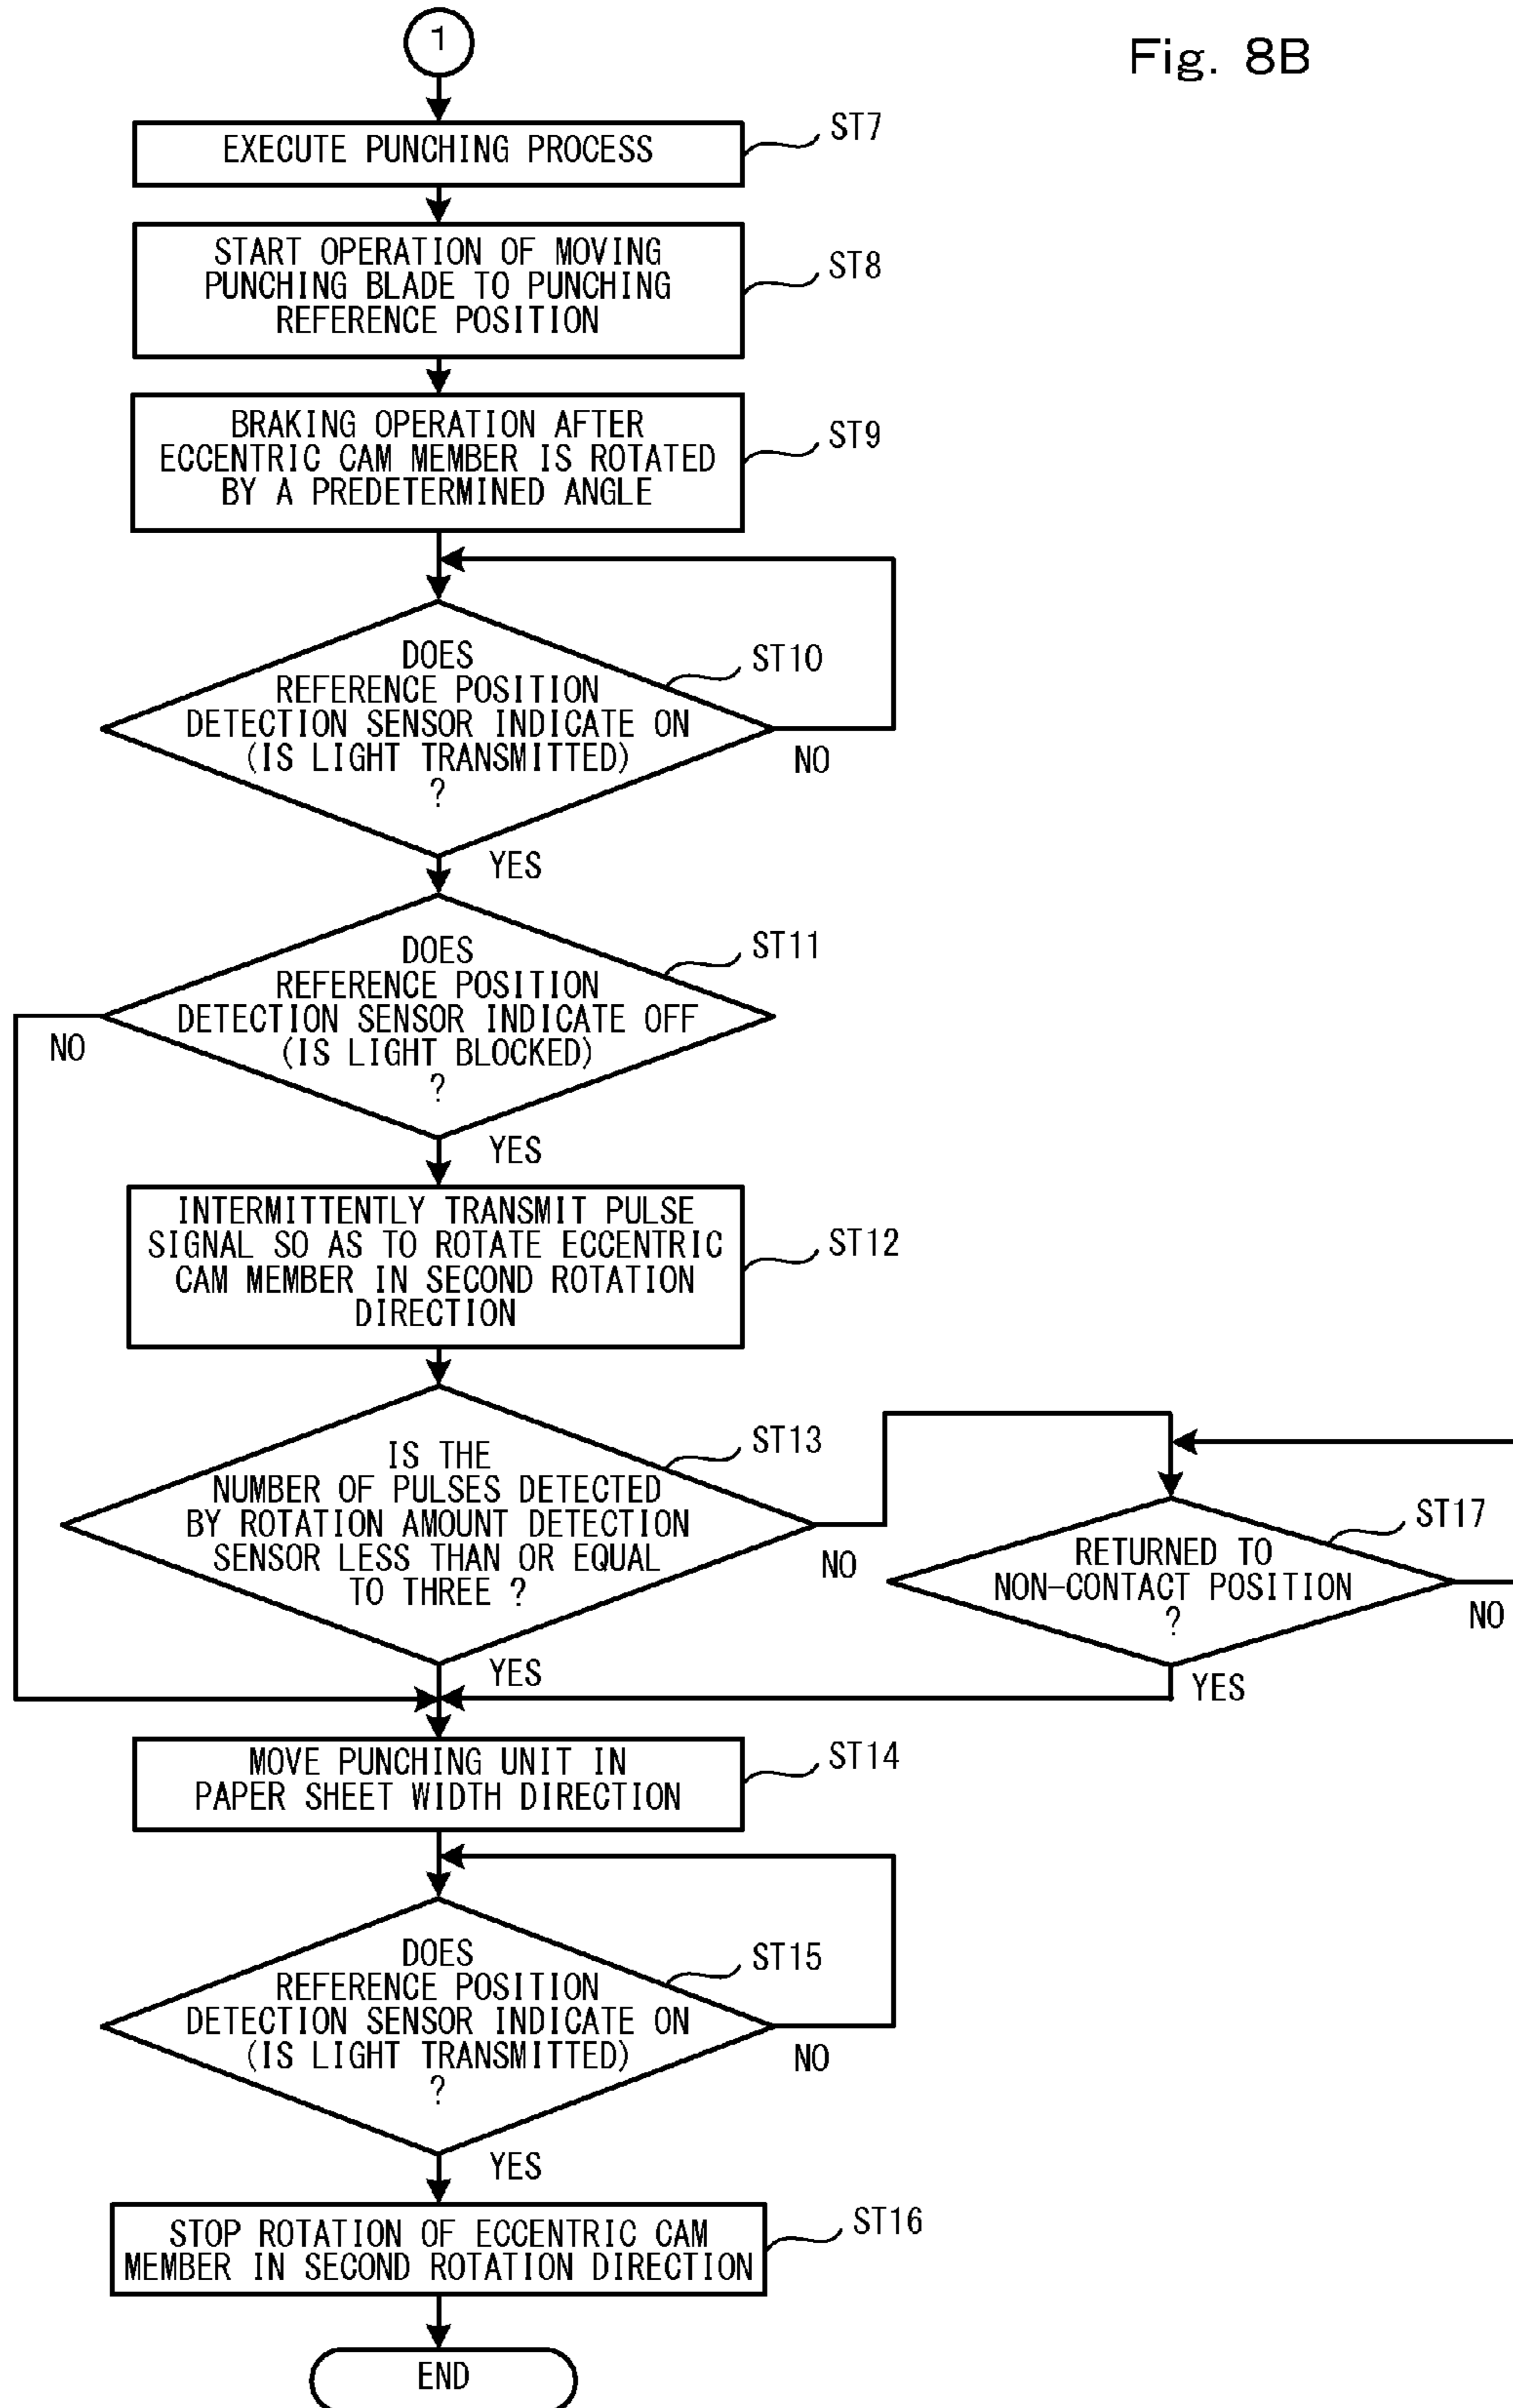 1
Fig. 8B
EXECUTE PUNCHING PROCESS
ST7
START OPERATION OF MOVING
PUNCHING BLADE TO PUNCHING
REFERENCE POSITION
ST8
BRAKING OPERATION AFTER
ECCENTRIC CAM MEMBER IS ROTATED
BY A PREDETERMINED ANGLE
ST9
DOES
REFERENCE POSITION
DETECTION SENSOR INDICATE ON
(IS LIGHT TRANSMITTED)
?
ST10
NO
YES
DOES
REFERENCE POSITION
DETECTION SENSOR INDICATE OFF
(IS LIGHT BLOCKED)
?
ST11
NO
YES
INTERMITTENTLY TRANSMIT PULSE
SIGNAL SO AS TO ROTATE ECCENTRIC
CAM MEMBER IN SECOND ROTATION
DIRECTION
ST12
IS THE
NUMBER OF PULSES DETECTED
BY ROTATION AMOUNT DETECTION
SENSOR LESS THAN OR EQUAL
TO THREE ?
ST13
NO
YES
RETURNED TO
NON-CONTACT POSITION
?
ST17
NO
YES
MOVE PUNCHING UNIT IN
PAPER SHEET WIDTH DIRECTION
ST14
DOES
REFERENCE POSITION
DETECTION SENSOR INDICATE ON
(IS LIGHT TRANSMITTED)
?
ST15
NO
YES
STOP ROTATION OF ECCENTRIC CAM
MEMBER IN SECOND ROTATION DIRECTION
ST16
END